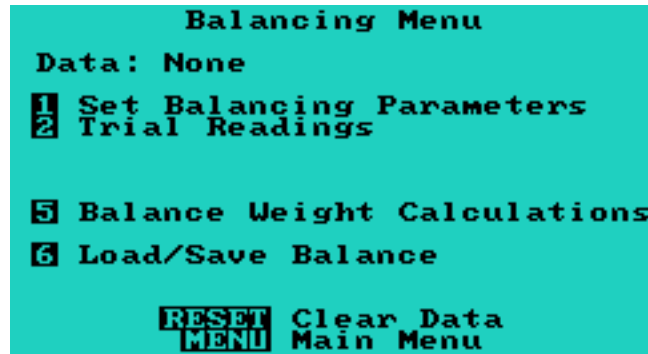 Balancing Menu
Data: None
1 Set Balancing Parameters
2 Trial Readings
5 Balance Weight Calculations
6 Load/Save Balance
RESET Clear Data
MENU Main Menu